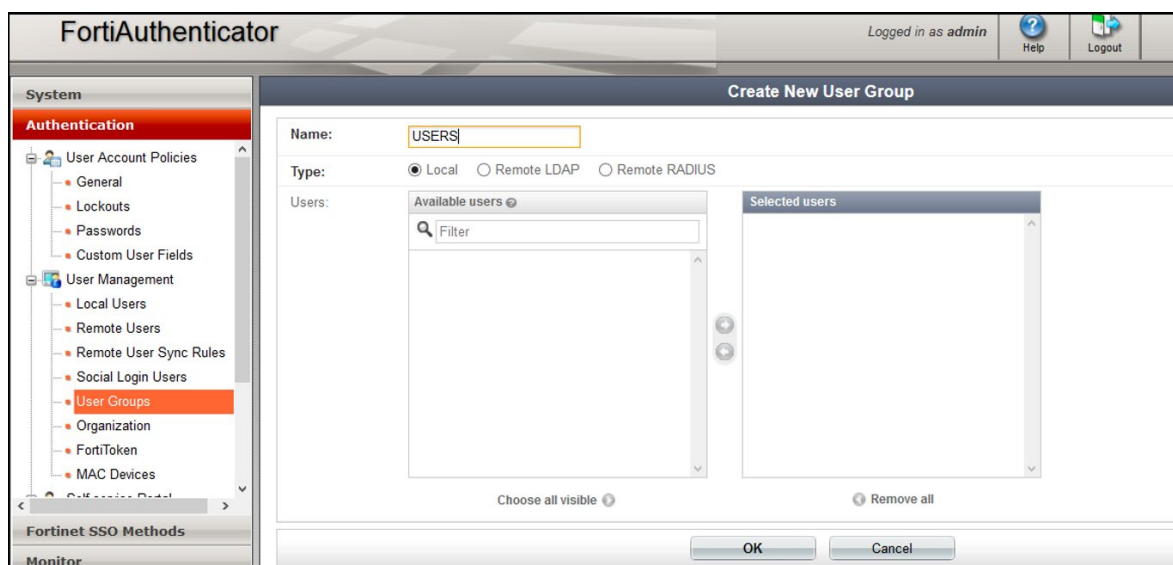 FortiAuthenticator
Logged in as admin
Help
Logout
System
Authentication
User Account Policies
General
Lockouts
Passwords
Custom User Fields
User Management
Local Users
Remote Users
Remote User Sync Rules
Social Login Users
User Groups
Organization
FortiToken
MAC Devices
Fortinet SSO Methods
Monitor
Create New User Group
Name: USERS
Type: Local Remote LDAP Remote RADIUS
Users: Available users Selected users
Filter
Choose all visible Remove all
OK Cancel